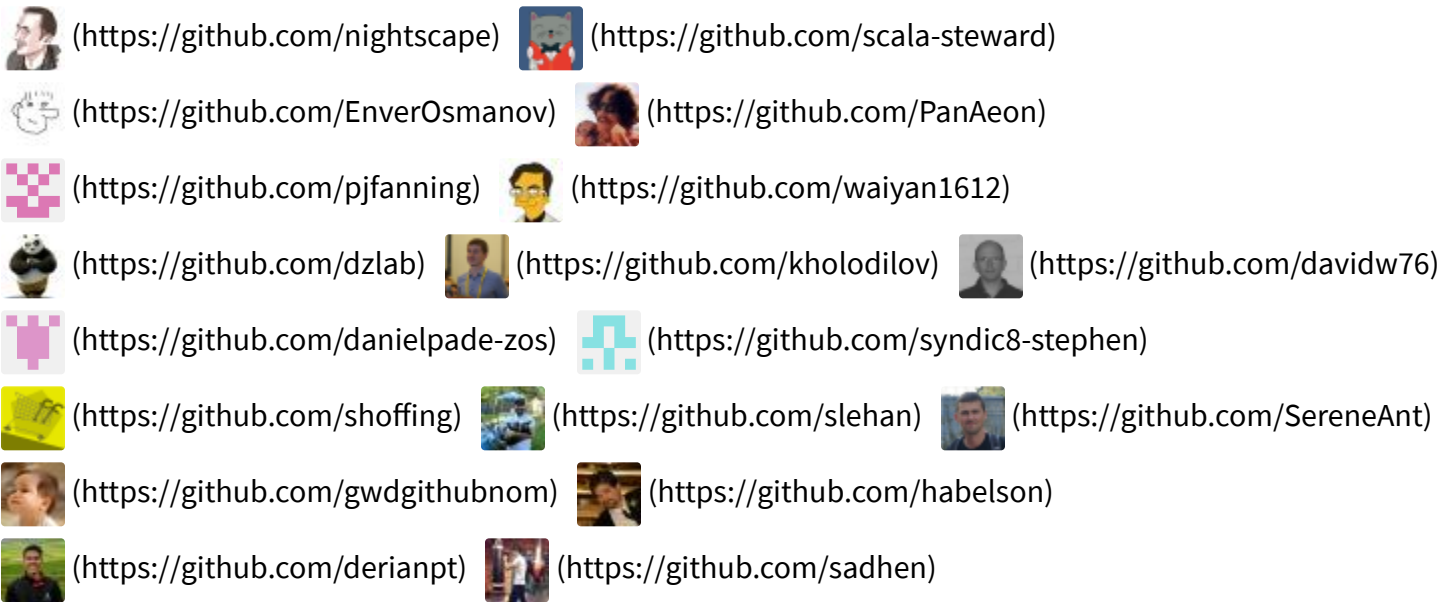 (https://github.com/nightscape) (https://github.com/scala-steward)
(https://github.com/EnverOsmanov) (https://github.com/PanAeon)
(https://github.com/pjfanning) (https://github.com/waiyan1612)
(https://github.com/dzlab) (https://github.com/kholodilov) (https://github.com/davidw76)
(https://github.com/danielpade-zos) (https://github.com/syndic8-stephen)
ff (https://github.com/shoffing) (https://github.com/slehan) (https://github.com/SereneAnt)
(https://github.com/gwdgithubnom) (https://github.com/habelson)
(https://github.com/derianpt) (https://github.com/sadhen)